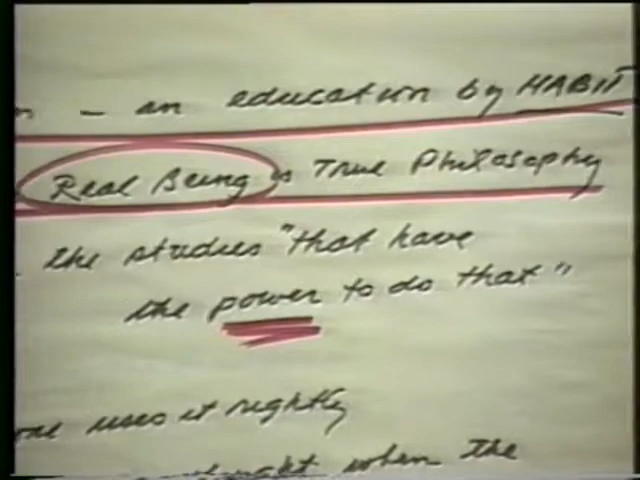 – an education by HABIT
Real Being is True Philosophy
the studies "that have
the power to do that"
one uses it rightly
when the